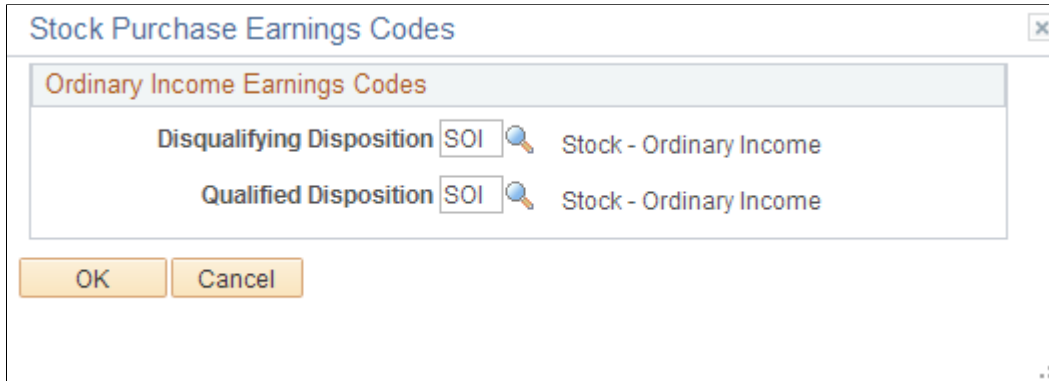 Stock Purchase Earnings Codes
Ordinary Income Earnings Codes
Disqualifying Disposition SOI Stock - Ordinary Income
Qualified Disposition SOI Stock - Ordinary Income
OK Cancel